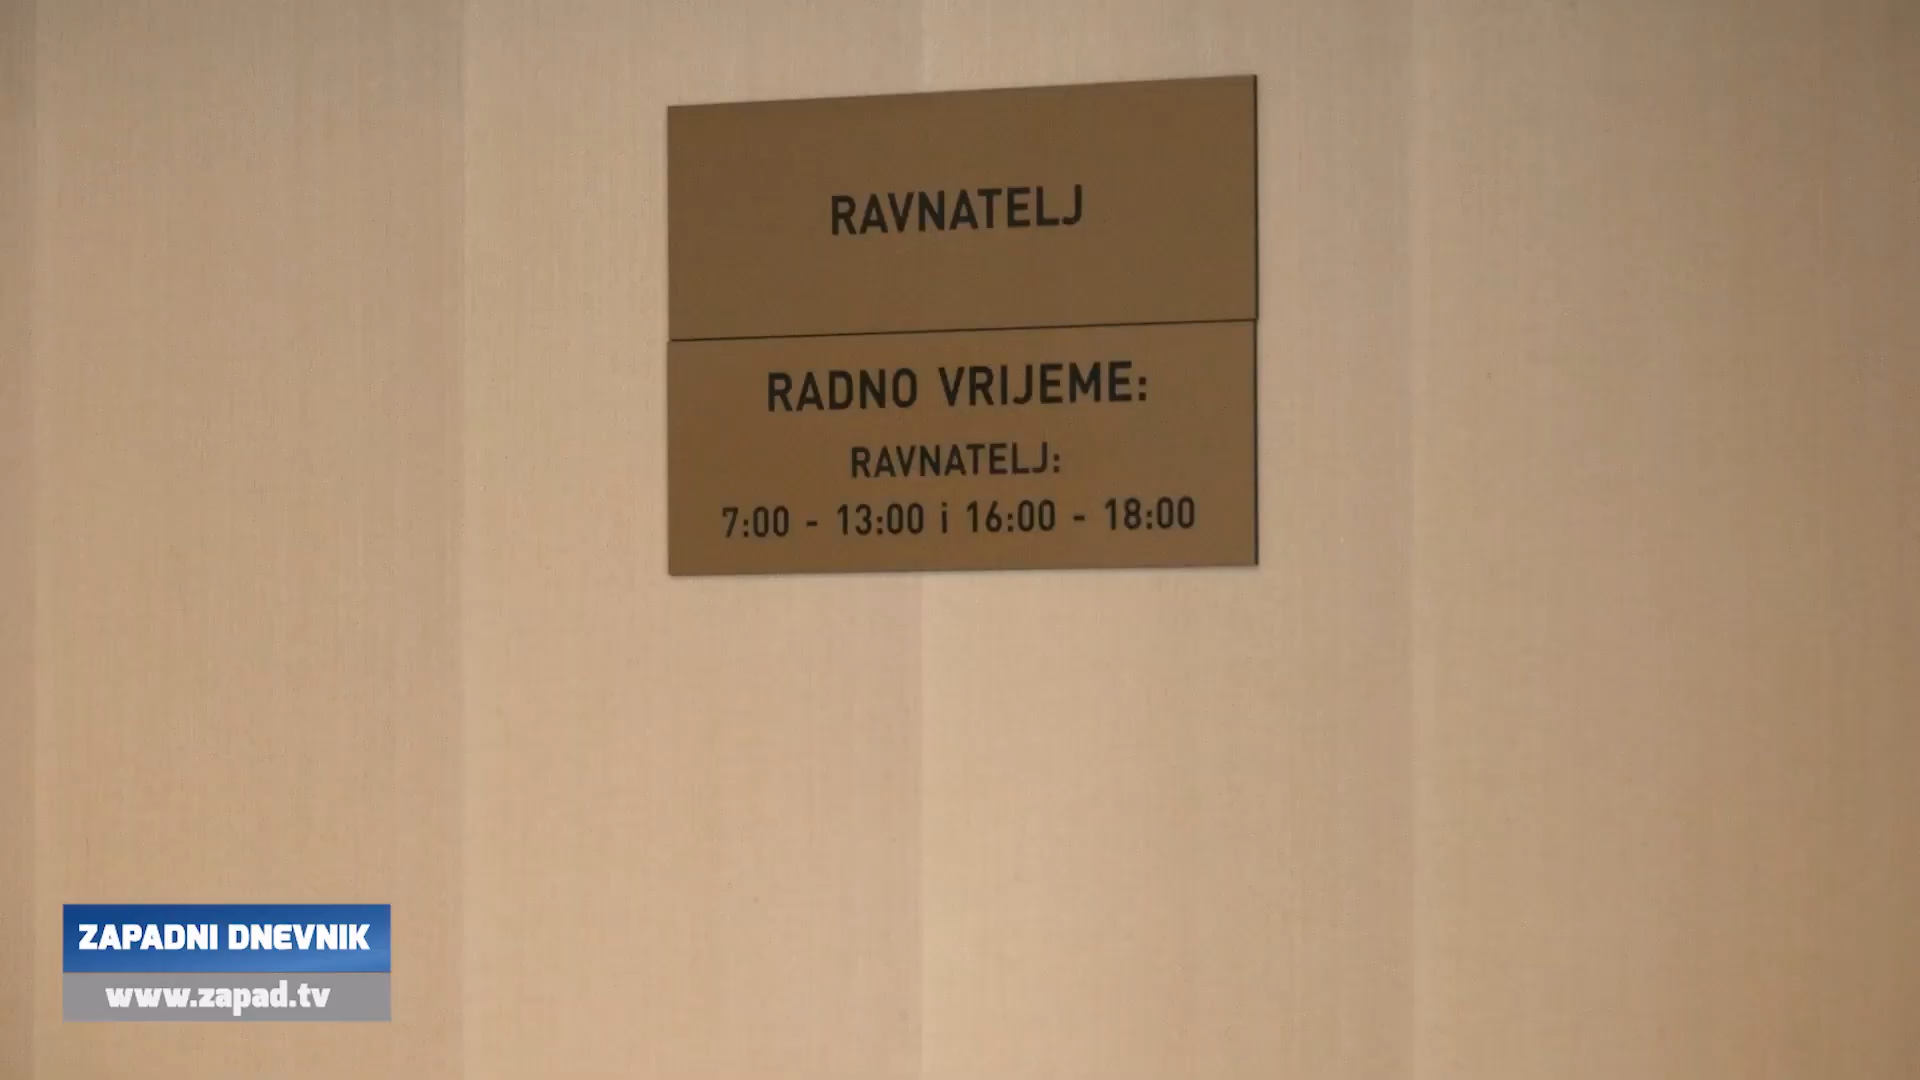 RAVNATELJ
RADNO VRIJEME:
RAVNATELJ:
7:00 - 13:00 i 16:00 - 18:00
ZAPADNI DNEVNIK
www.zapad.tv